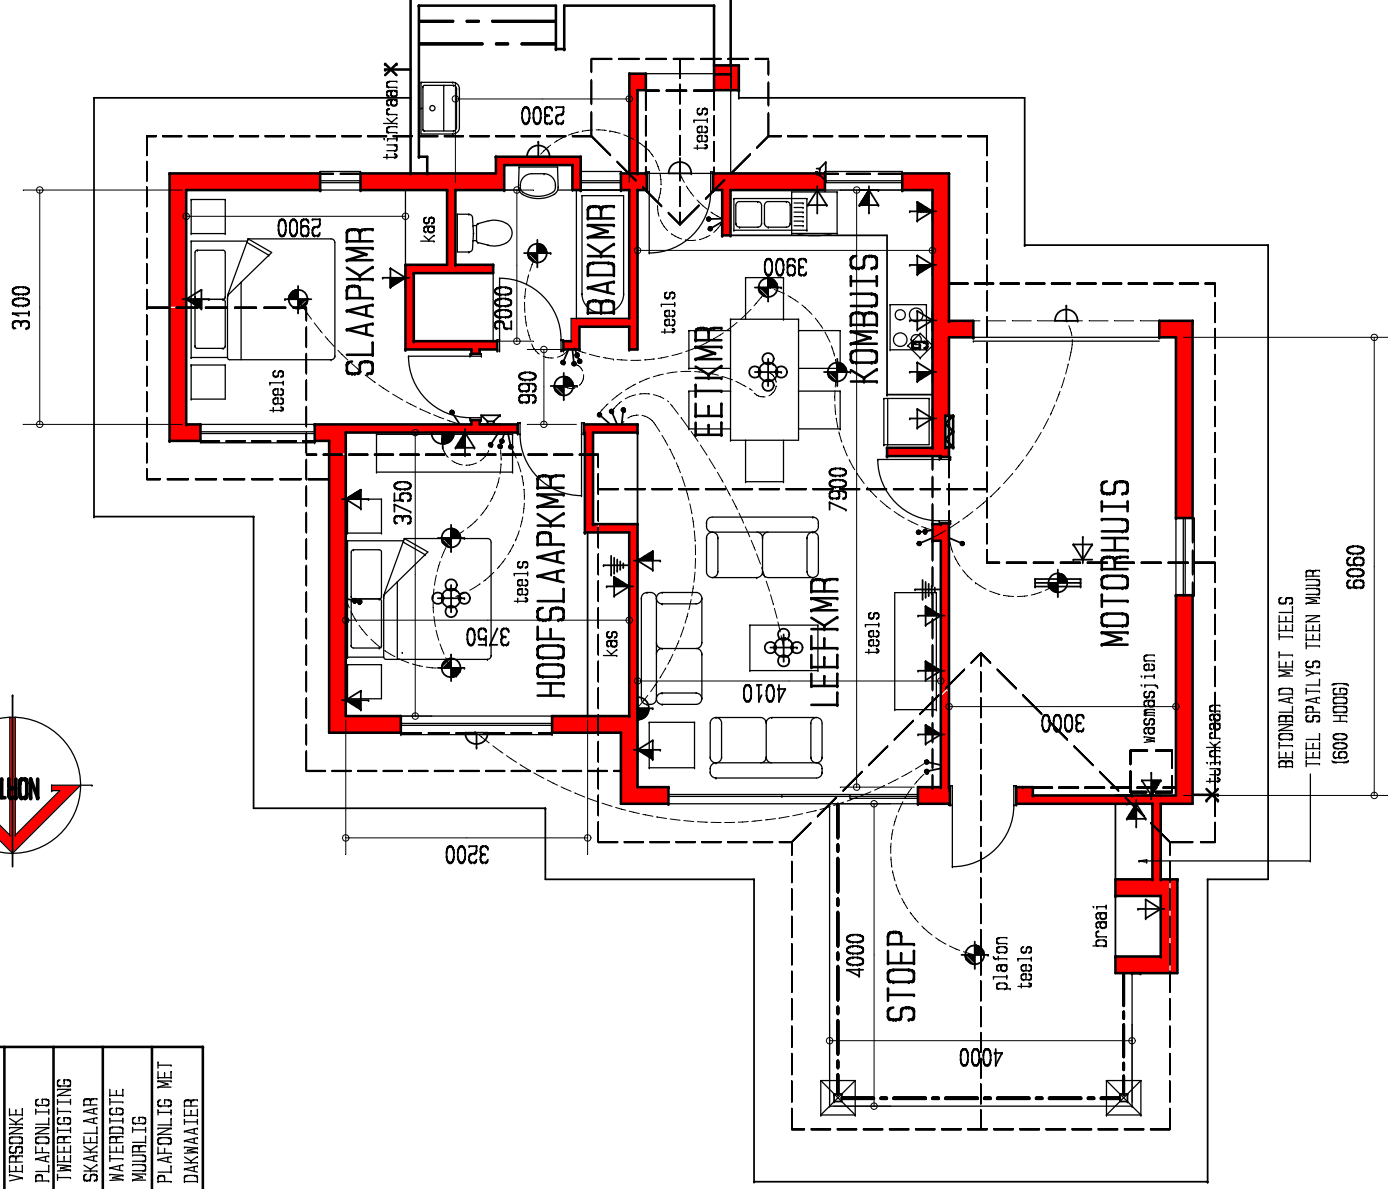 tuinkraan
2300
teels
2900
kas
SLAAPKMR
3100
teels
2000
BADKMR
990
teels
3900
EETKMR
KOMBUIS
3750
HOOFSLAAPKMR
teels
3750
kas
7900
LEEFKMR
teels
4010
MOTORHUIS
6060
3000
wasmasjien
tuinkraan
BETONBLAD MET TEELS
TEEL SPATLYS TEEN MUUR
(600 HOOG)
3200
4000
STOEP
plafon
teels
braai
4000
VERSONKE
PLAFONLIG
TWEERIGTING
SKAKELAAR
WATERDIGTE
MUURLIG
PLAFONLIG MET
DAKWAAIER